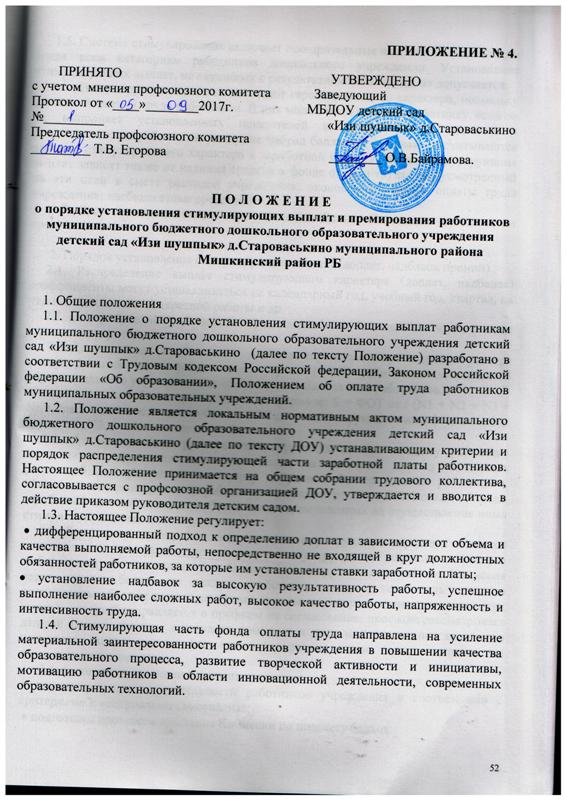 ПРИЛОЖЕНИЕ № 4.
ПРИНЯТО
с учетом мнения профсоюзного комитета
Протокол от « 05 » 09 2017г.
№ 1
Председатель профсоюзного комитета
Т.В. Егорова
УТВЕРЖДЕНО
Заведующий
МБДОУ детский сад
«Изи шушпык» д.Староваськино
О.В.Байрамова.
П О Л О Ж Е Н И Е
о порядке установления стимулирующих выплат и премирования работников
муниципального бюджетного дошкольного образовательного учреждения
детский сад «Изи шушпык» д.Староваськино муниципального района
Мишкинский район РБ
1. Общие положения
1.1. Положение о порядке установления стимулирующих выплат работникам
муниципального бюджетного дошкольного образовательного учреждения детский
сад «Изи шушпык» д.Староваськино (далее по тексту Положение) разработано в
соответствии с Трудовым кодексом Российской федерации, Законом Российской
федерации «Об образовании», Положением об оплате труда работников
муниципальных образовательных учреждений.
1.2. Положение является локальным нормативным актом муниципального
бюджетного дошкольного образовательного учреждения детский сад «Изи
шушпык» д.Староваськино (далее по тексту ДОУ) устанавливающим критерии и
порядок распределения стимулирующей части заработной платы работников.
Настоящее Положение принимается на общем собрании трудового коллектива,
согласовывается с профсоюзной организацией ДОУ, утверждается и вводится в
действие приказом руководителя детским садом.
1.3. Настоящее Положение регулирует:
• дифференцированный подход к определению доплат в зависимости от объема и
качества выполняемой работы, непосредственно не входящей в круг должностных
обязанностей работников, за которые им установлены ставки заработной платы;
• установление надбавок за высокую результативность работы, успешное
выполнение наиболее сложных работ, высокое качество работы, напряженность и
интенсивность труда.
1.4. Стимулирующая часть фонда оплаты труда направлена на усиление
материальной заинтересованности работников учреждения в повышении качества
образовательного процесса, развитие творческой активности и инициативы,
мотивацию работников в области инновационной деятельности, современных
образовательных технологий.
52